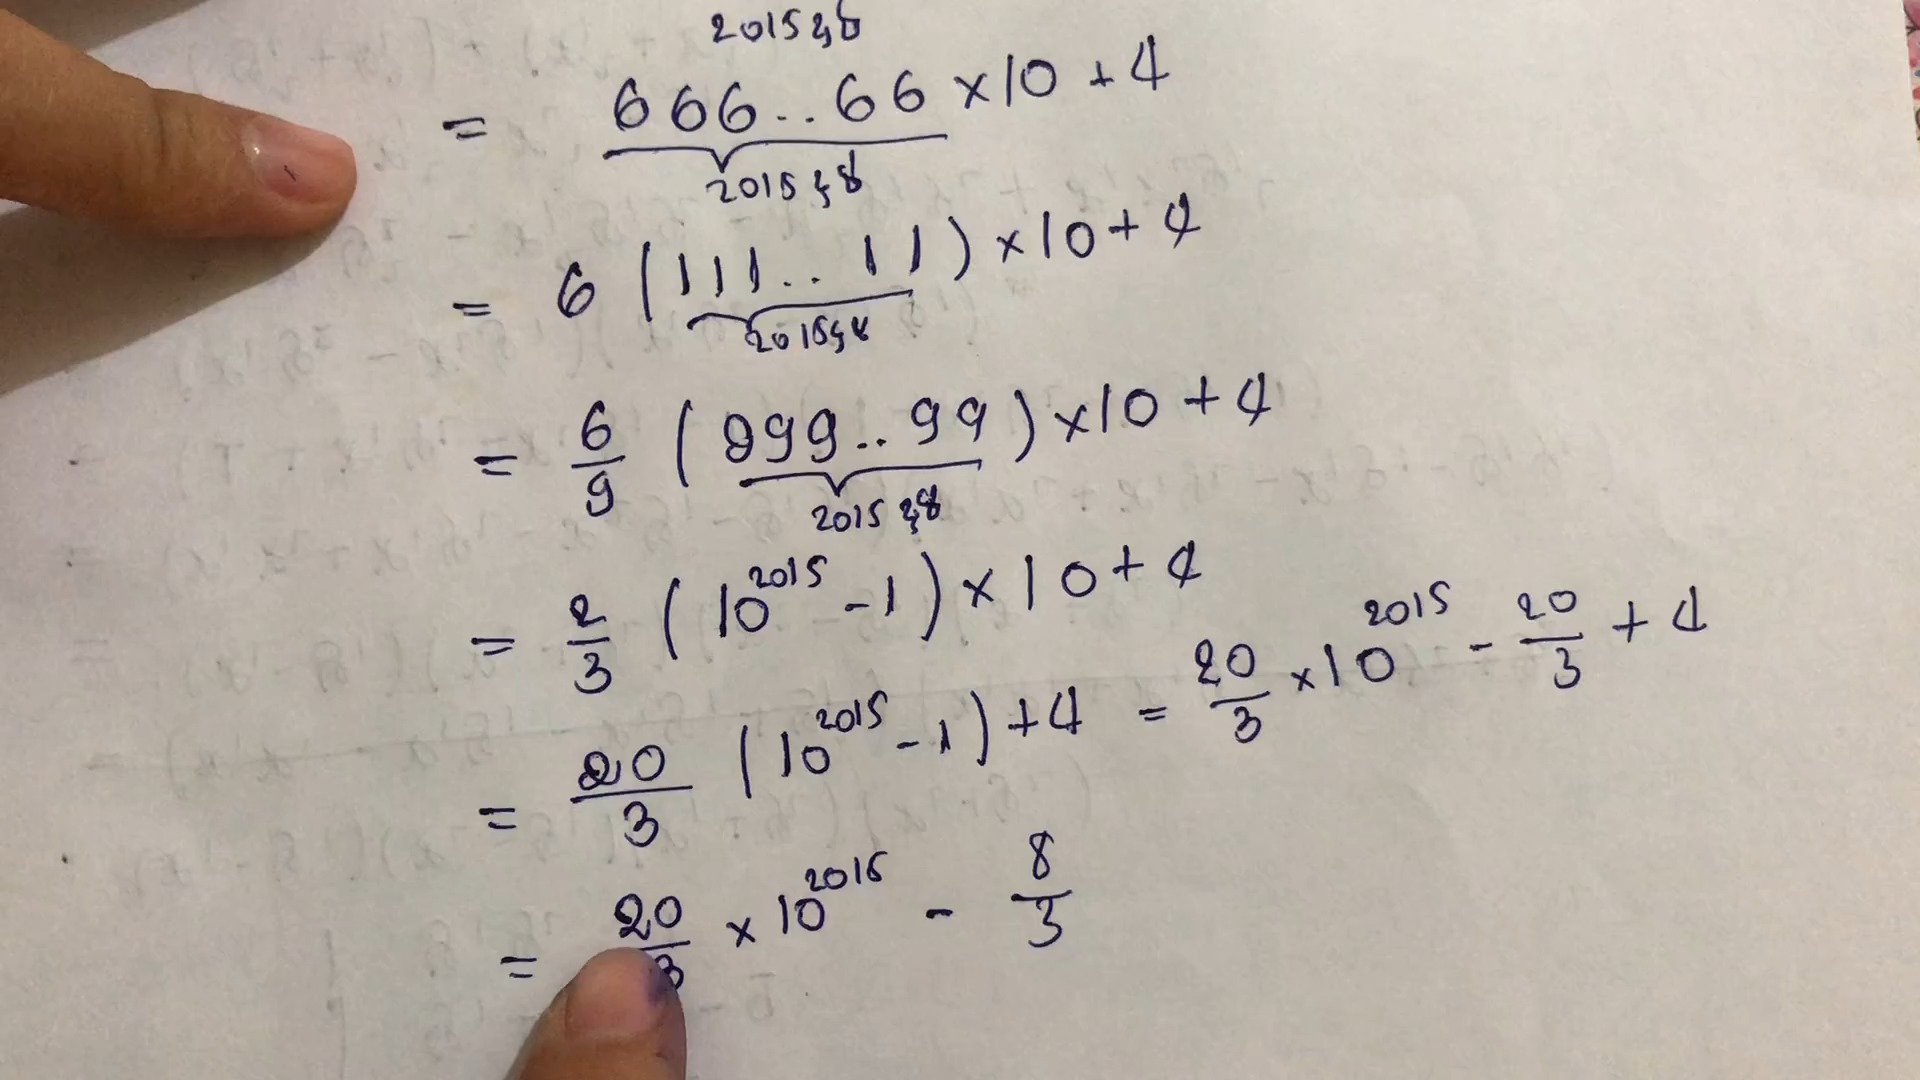 2015
= 666..66 × 10 + 4
2015
= 6 (111..11) × 10 + 4
2015
= 6/9 (999..99) × 10 + 4
2015
= 2/3 (10^2015 - 1) × 10 + 4
= 20/3 (10^2015 - 1) + 4 = 20/3 × 10^2015 - 20/3 + 4
= 20/3 × 10^2015 - 8/3